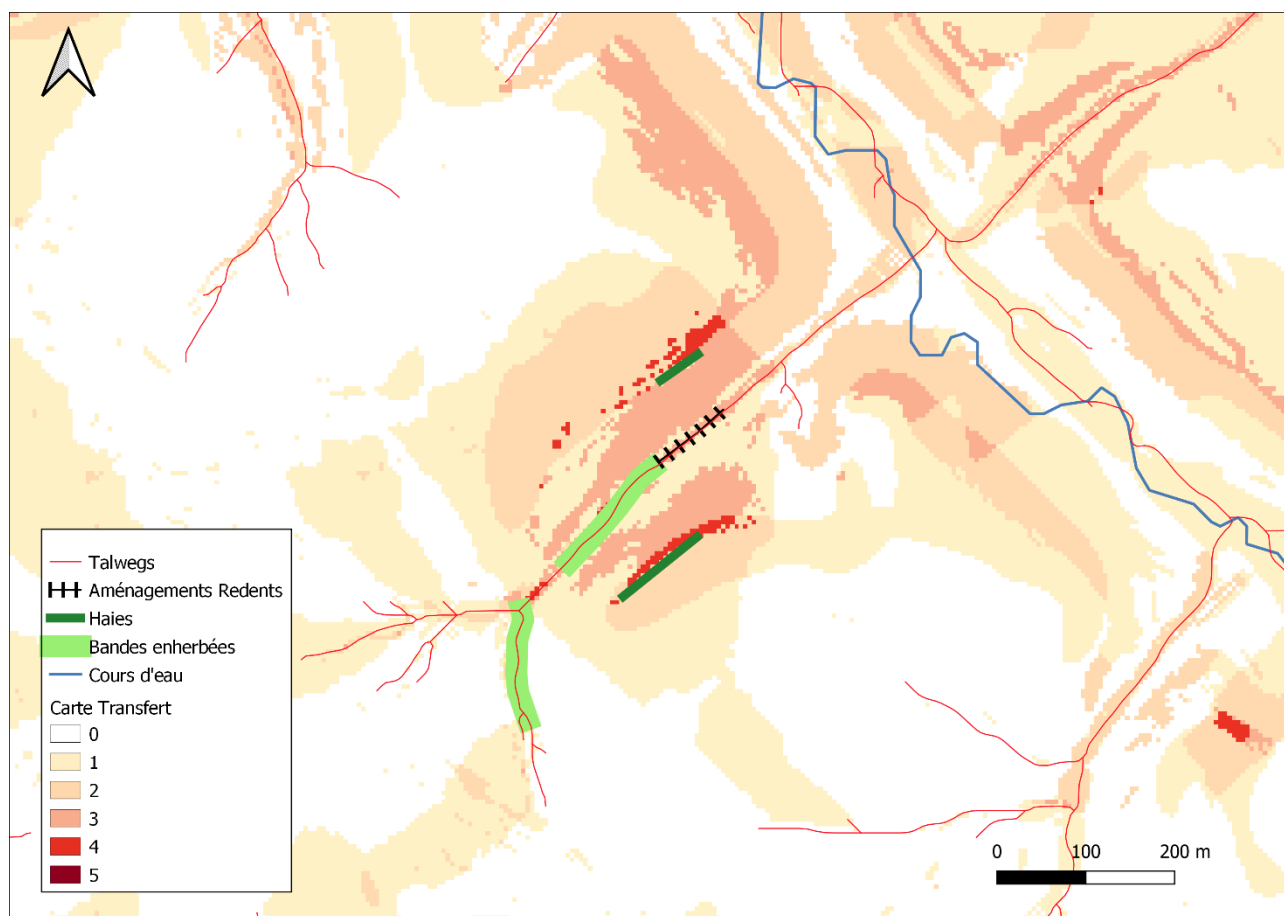 Talwegs
Aménagements Redents
Haies
Bandes enherbées
Cours d'eau
Carte Transfert
0
1
2
3
4
5
0 100 200 m